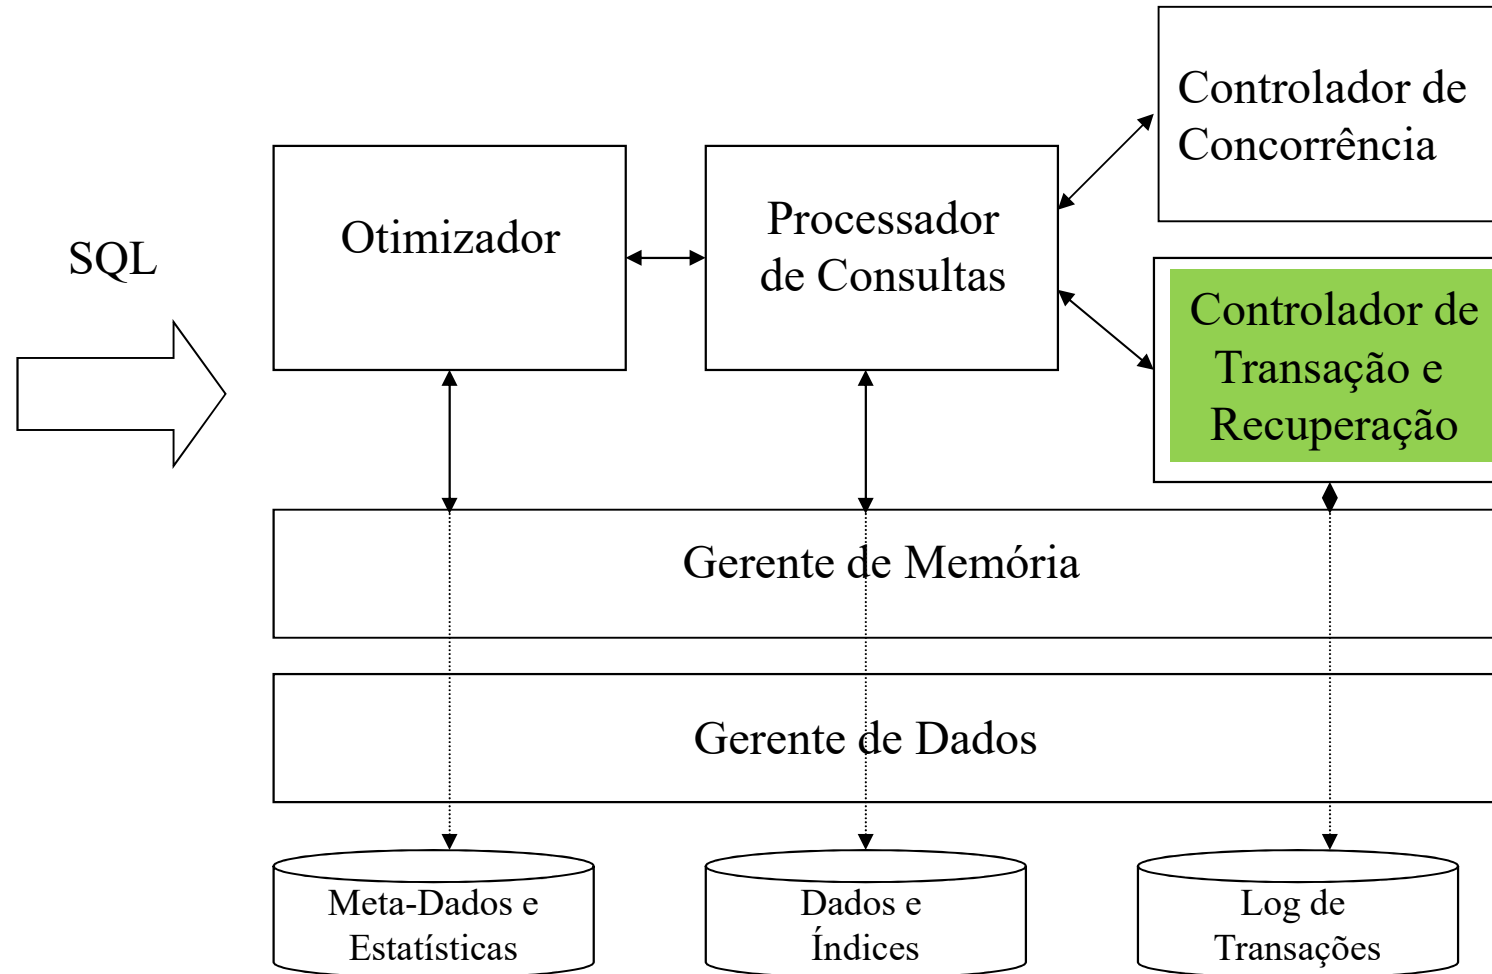 SQL
Otimizador
Processador
de Consultas
Controlador de
Concorrência
Controlador de
Transação e
Recuperação
Gerente de Memória
Gerente de Dados
Meta-Dados e
Estatísticas
Dados e
Índices
Log de
Transações